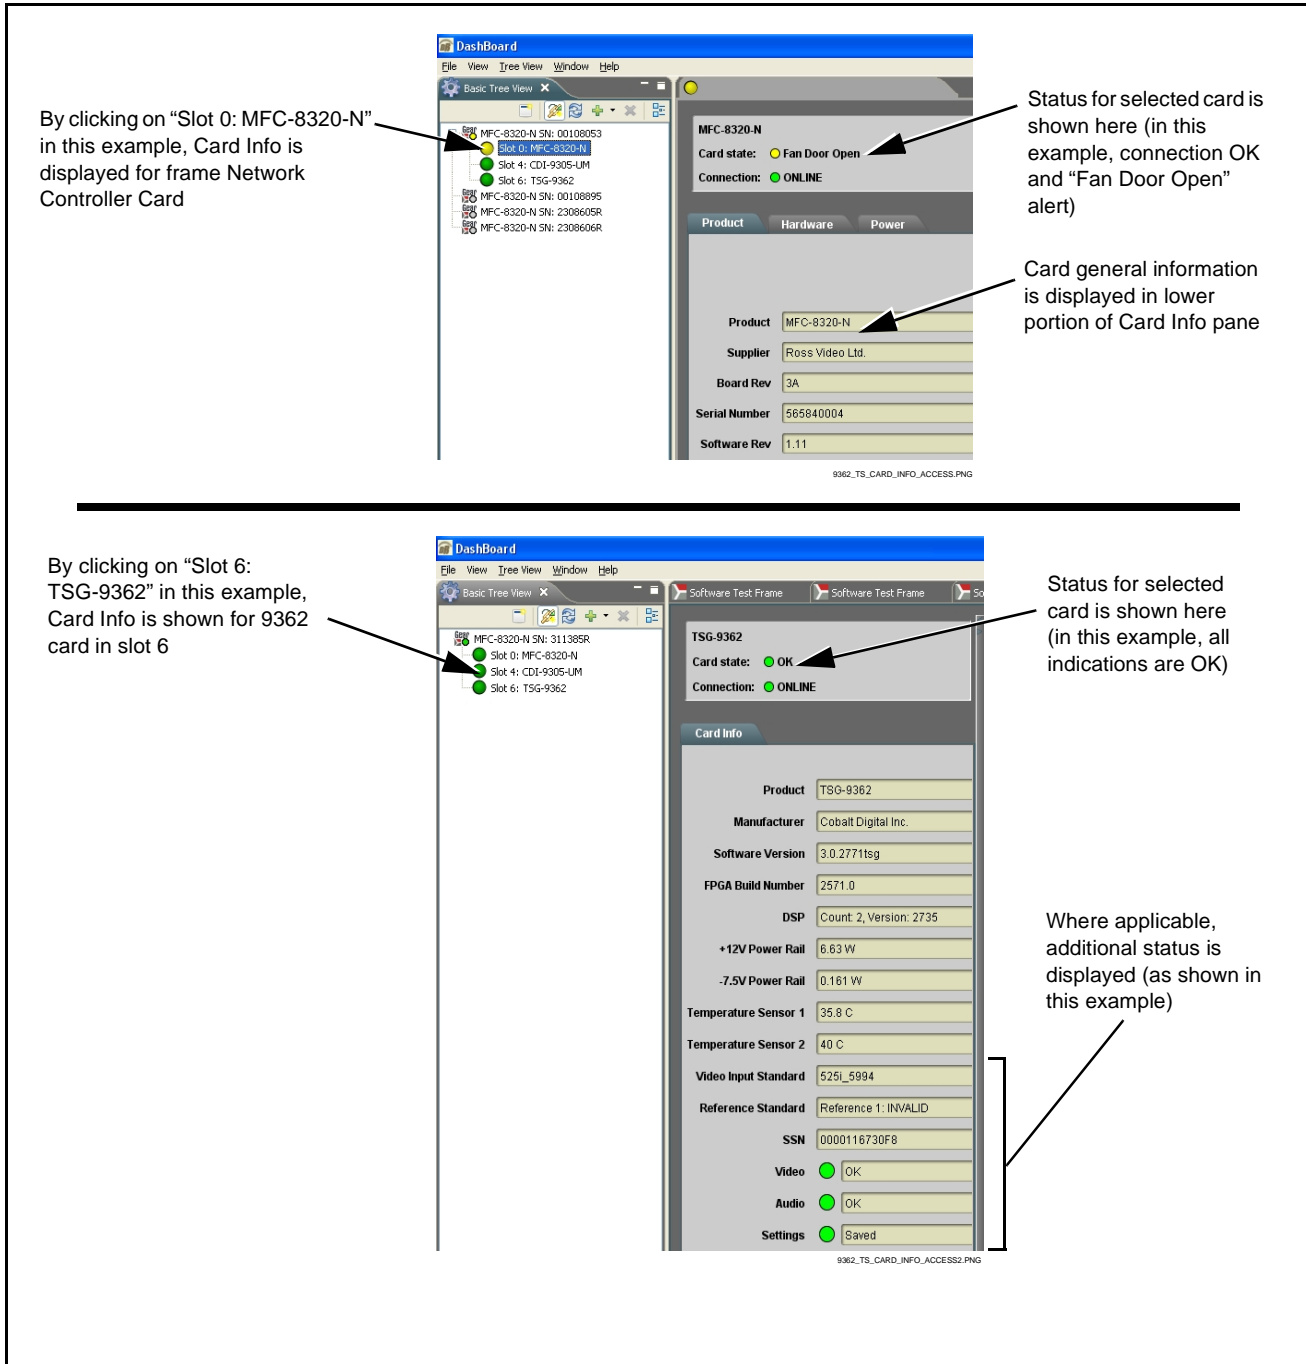 DashBoard
File View Tree View Window Help
Basic Tree View
By clicking on “Slot 0: MFC-8320-N”
in this example, Card Info is
displayed for frame Network
Controller Card
Gear
MFC-8320-N SN: 00108053
Slot 0: MFC-8320-N
Slot 4: CDI-9305-UM
Slot 6: TSG-9362
Gear
MFC-8320-N SN: 00108895
Gear
MFC-8320-N SN: 2308605R
Gear
MFC-8320-N SN: 2308606R
MFC-8320-N
Card state: Fan Door Open
Connection: ONLINE
Status for selected card is
shown here (in this
example, connection OK
and “Fan Door Open”
alert)
Product Hardware Power
Card general information
is displayed in lower
portion of Card Info pane
Product MFC-8320-N
Supplier Ross Video Ltd.
Board Rev 3A
Serial Number 565840004
Software Rev 1.11
9362_TS_CARD_INFO_ACCESS.PNG
DashBoard
File View Tree View Window Help
Basic Tree View
Software Test Frame Software Test Frame So
By clicking on “Slot 6:
TSG-9362” in this example,
Card Info is shown for 9362
card in slot 6
Gear
MFC-8320-N SN: 311385R
Slot 0: MFC-8320-N
Slot 4: CDI-9305-UM
Slot 6: TSG-9362
TSG-9362
Card state: OK
Connection: ONLINE
Status for selected
card is shown here
(in this example, all
indications are OK)
Card Info
Product TSG-9362
Manufacturer Cobalt Digital Inc.
Software Version 3.0.2771tsg
FPGA Build Number 2571.0
DSP Count: 2, Version: 2735
+12V Power Rail 6.63 W
-7.5V Power Rail 0.161 W
Temperature Sensor 1 35.8 C
Temperature Sensor 2 40 C
Video Input Standard 525i_5994
Reference Standard Reference 1: INVALID
SSN 0000116730F8
Video OK
Audio OK
Settings Saved
Where applicable,
additional status is
displayed (as shown in
this example)
9362_TS_CARD_INFO_ACCESS2.PNG